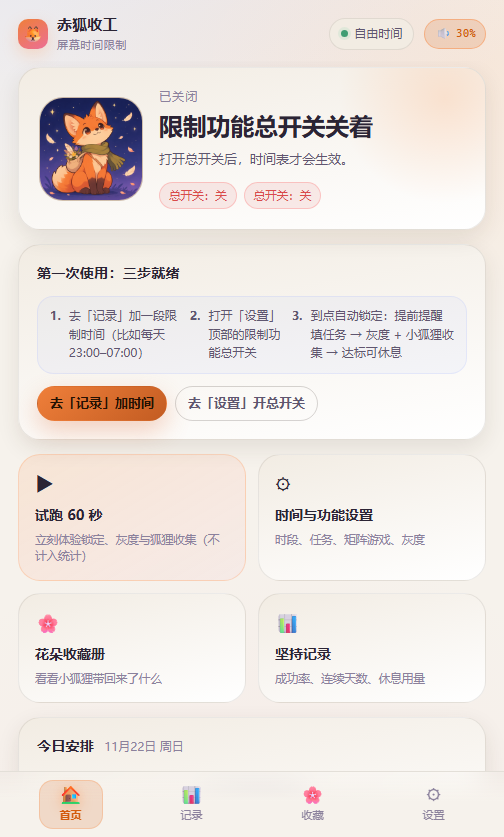 赤狐收工
屏幕时间限制
自由时间
30%
已关闭
限制功能总开关关着
打开总开关后，时间表才会生效。
总开关：关
总开关：关
第一次使用：三步就绪
1. 去「记录」加一段限
制时间（比如每天
23:00–07:00）
2. 打开「设置」
顶部的限制功
能总开关
3. 到点自动锁定：提前提醒
填任务 → 灰度 + 小狐狸收
集 → 达标可休息
去「记录」加时间
去「设置」开总开关
试跑 60 秒
立刻体验锁定、灰度与狐狸收集（不
计入统计）
时间与功能设置
时段、任务、矩阵游戏、灰度
花朵收藏册
看看小狐狸带回来了什么
坚持记录
成功率、连续天数、休息用量
今日安排 11月22日 周日
首页
记录
收藏
设置